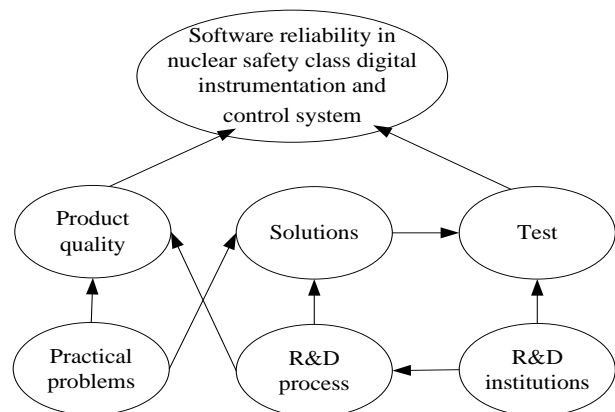 Software reliability in
nuclear safety class digital
instrumentation and
control system
Product
quality
Solutions
Test
Practical
problems
R&D
process
R&D
institutions